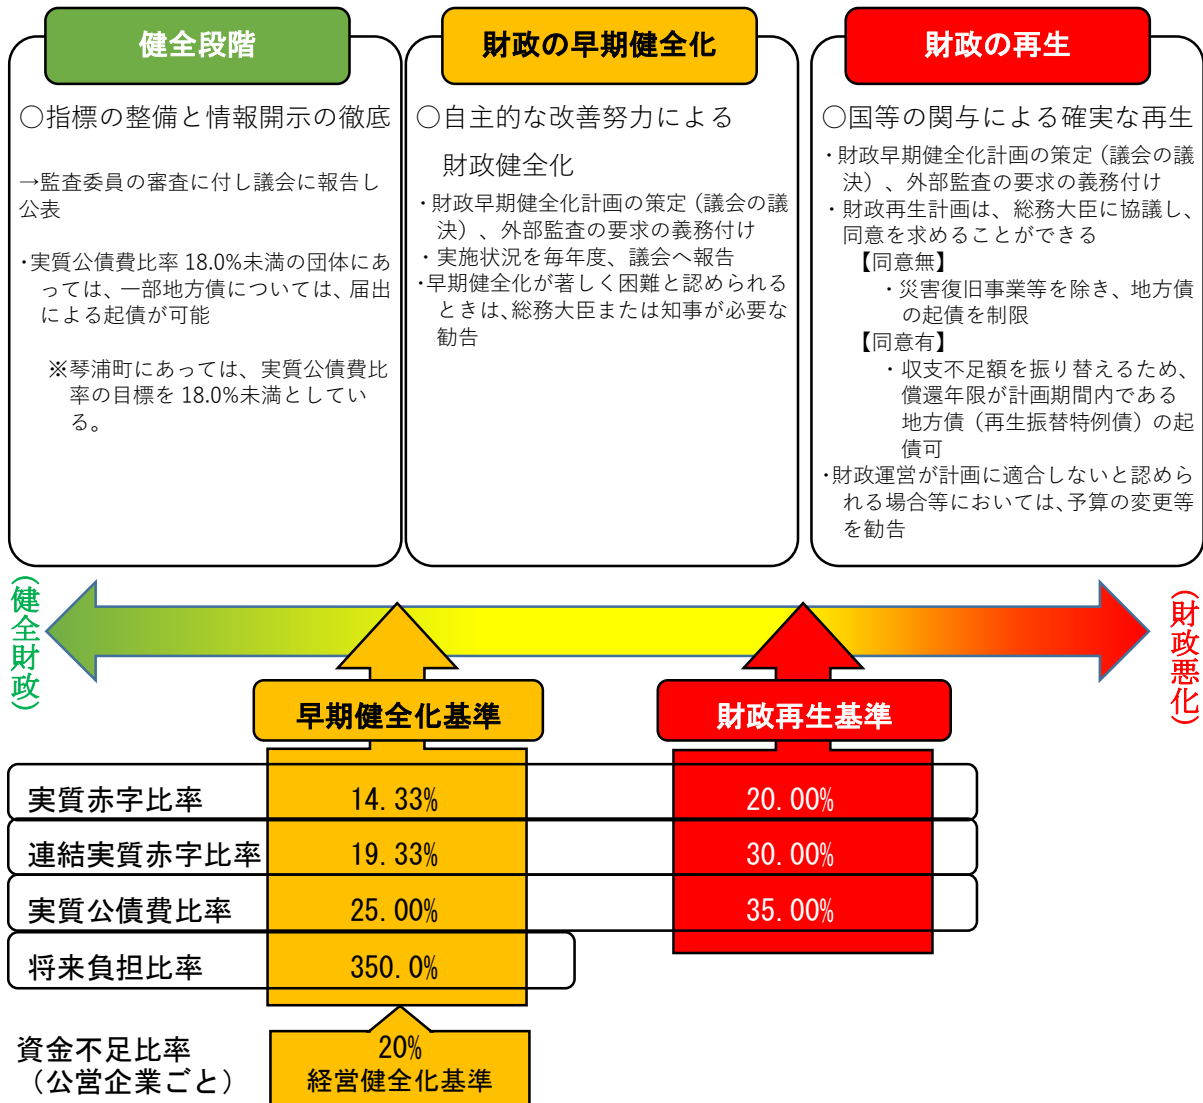 健全段階
○指標の整備と情報開示の徹底
→監査委員の審査に付し議会に報告し
公表
・実質公債費比率 18.0%未満の団体にあ
っては、一部地方債については、届出
による起債が可能
※琴浦町にあっては、実質公債費比
率の目標を 18.0%未満としてい
る。
財政の早期健全化
○自主的な改善努力による
財政健全化
・財政早期健全化計画の策定（議会の議
決）、外部監査の要求の義務付け
・実施状況を毎年度、議会へ報告
・早期健全化が著しく困難と認められる
ときは、総務大臣または知事が必要な
勧告
財政の再生
○国等の関与による確実な再生
・財政早期健全化計画の策定（議会の議
決）、外部監査の要求の義務付け
・財政再生計画は、総務大臣に協議し、
同意を求めることができる
【同意無】
・災害復旧事業等を除き、地方債
の起債を制限
【同意有】
・収支不足額を振り替えるため、
償還年限が計画期間内である
地方債（再生振替特例債）の起
債可
・財政運営が計画に適合しないと認めら
れる場合等においては、予算の変更等
を勧告
（健全財政）
（財政悪化）
早期健全化基準
財政再生基準
実質赤字比率 14.33% 20.00%
連結実質赤字比率 19.33% 30.00%
実質公債費比率 25.00% 35.00%
将来負担比率 350.0%
資金不足比率
（公営企業ごと）
20%
経営健全化基準